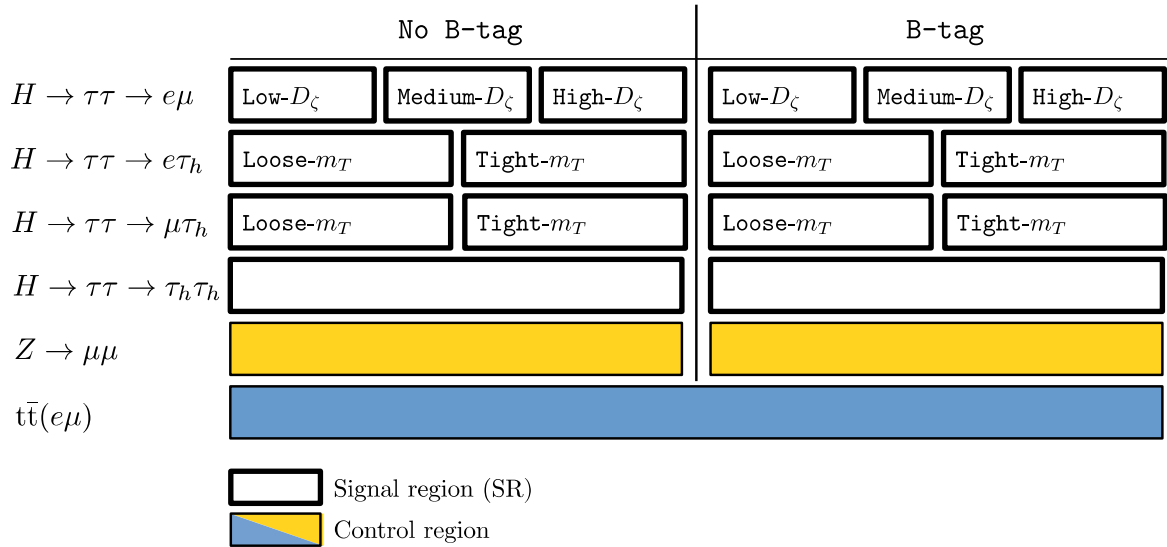 No B-tag B-tag
H → ττ → eμ Low-D_ζ Medium-D_ζ High-D_ζ Low-D_ζ Medium-D_ζ High-D_ζ
H → ττ → eτ_h Loose-m_T Tight-m_T Loose-m_T Tight-m_T
H → ττ → μτ_h Loose-m_T Tight-m_T Loose-m_T Tight-m_T
H → ττ → τ_hτ_h
Z → μμ
tt̄(eμ)
Signal region (SR)
Control region